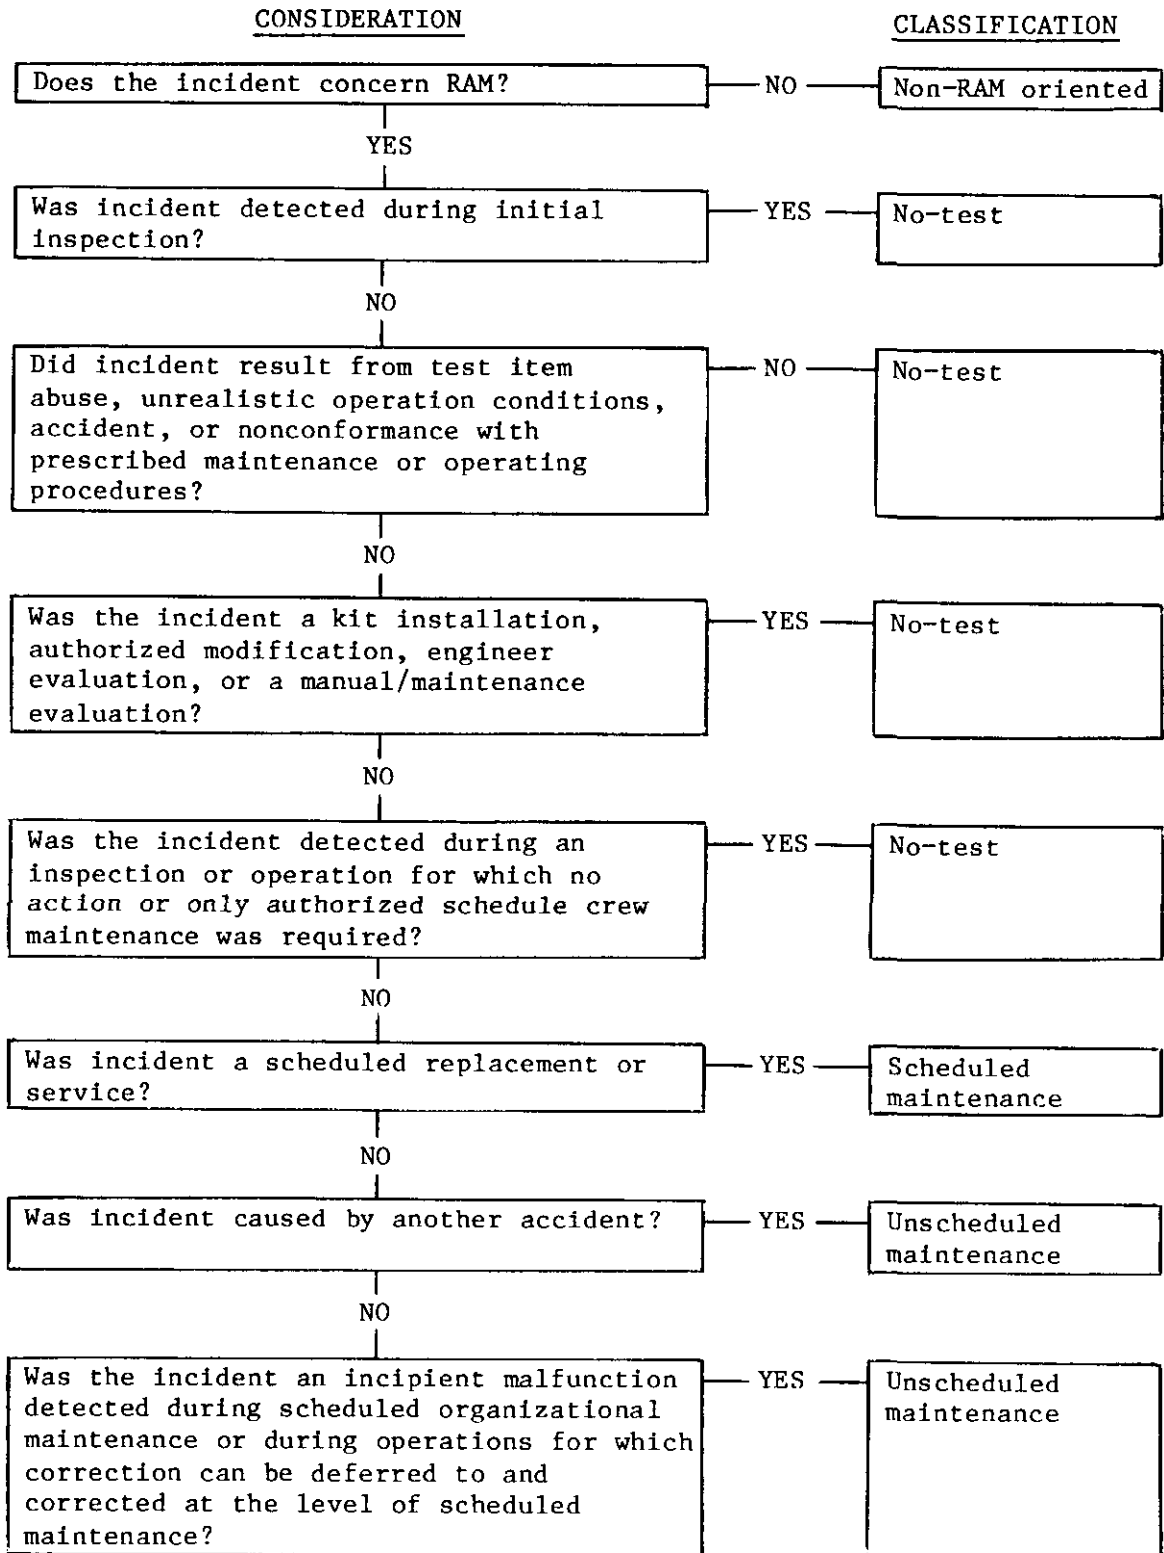 CONSIDERATION
CLASSIFICATION
Does the incident concern RAM?
NO
Non-RAM oriented
YES
Was incident detected during initial
inspection?
YES
No-test
NO
Did incident result from test item
abuse, unrealistic operation conditions,
accident, or nonconformance with
prescribed maintenance or operating
procedures?
NO
No-test
NO
Was the incident a kit installation,
authorized modification, engineer
evaluation, or a manual/maintenance
evaluation?
YES
No-test
NO
Was the incident detected during an
inspection or operation for which no
action or only authorized schedule crew
maintenance was required?
YES
No-test
NO
Was incident a scheduled replacement or
service?
YES
Scheduled
maintenance
NO
Was incident caused by another accident?
YES
Unscheduled
maintenance
NO
Was the incident an incipient malfunction
detected during scheduled organizational
maintenance or during operations for which
correction can be deferred to and
corrected at the level of scheduled
maintenance?
YES
Unscheduled
maintenance